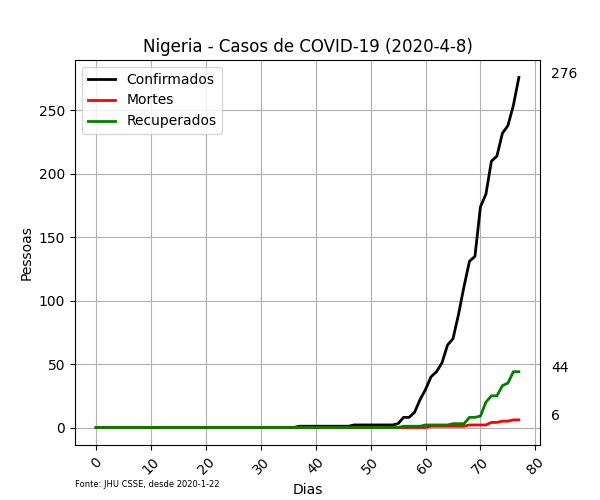 Nigeria - Casos de COVID-19 (2020-4-8)
Confirmados
Mortes
Recuperados
276
250
200
150
100
50
0
44
6
Pessoas
0 10 20 30 40 50 60 70 80
Fonte: JHU CSSE, desde 2020-1-22
Dias